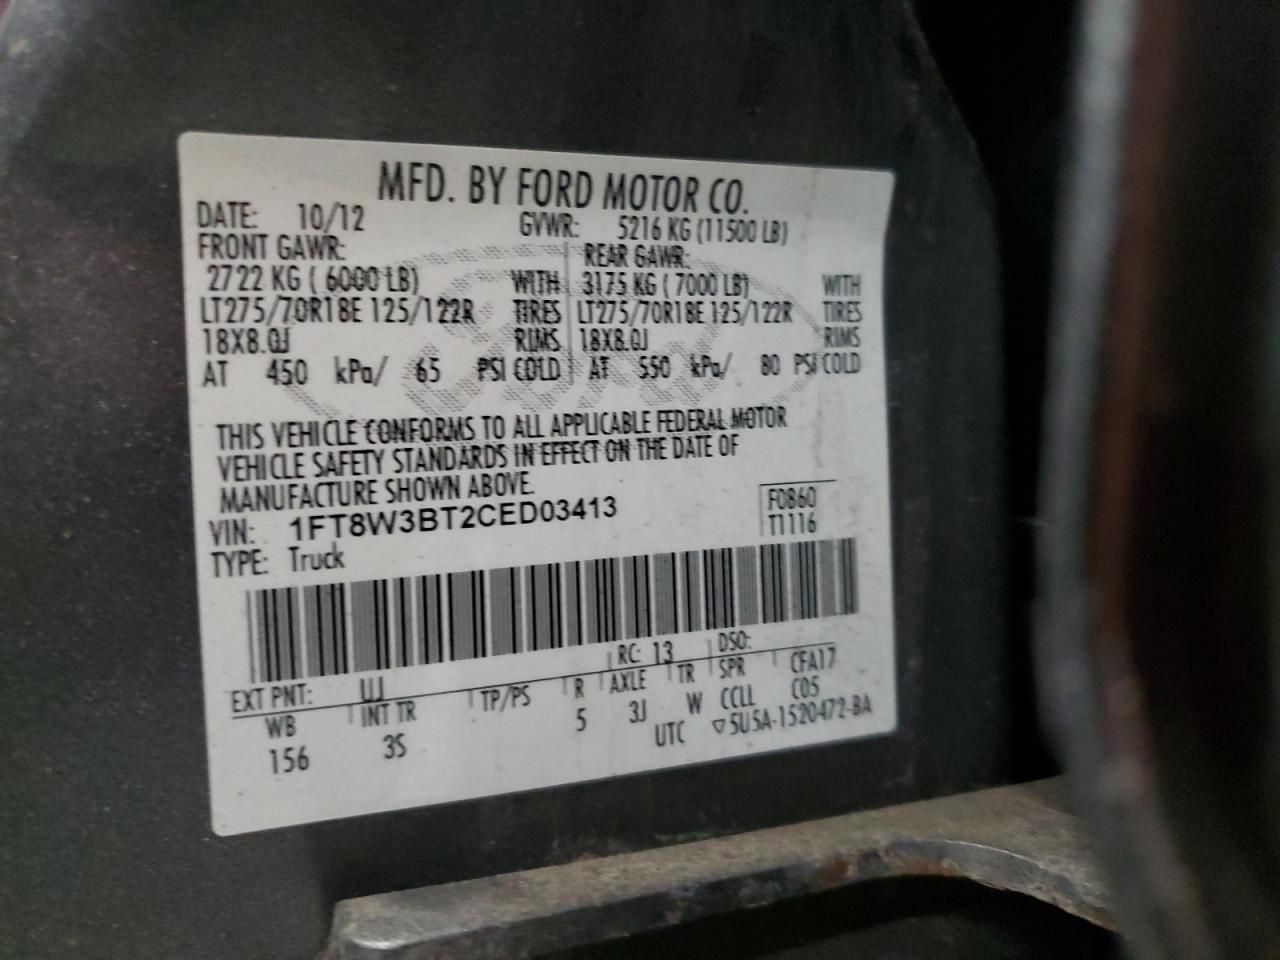 MFD. BY FORD MOTOR CO.
DATE: 10/12 GVWR: 5216 KG (11500 LB)
FRONT GAWR: REAR GAWR:
2722 KG ( 6000 LB) WITH 3175 KG ( 7000 LB) WITH
LT275/70R18E 125/122R TIRES LT275/70R18E 125/122R TIRES
18X8.0J RIMS 18X8.0J RIMS
AT 450 kPa/ 65 PSI COLD AT 550 kPa/ 80 PSI COLD
THIS VEHICLE CONFORMS TO ALL APPLICABLE FEDERAL MOTOR
VEHICLE SAFETY STANDARDS IN EFFECT ON THE DATE OF
MANUFACTURE SHOWN ABOVE.
VIN: 1FT8W3BT2CED03413 F0860
TYPE: Truck T1116
EXT PNT: UJ RC: 13 DSO:
WB INT TR TP/PS R AXLE TR SPR CFA17
156 3S 5 3J W CCLL C05
UTC ▽5U5A-1520472-BA